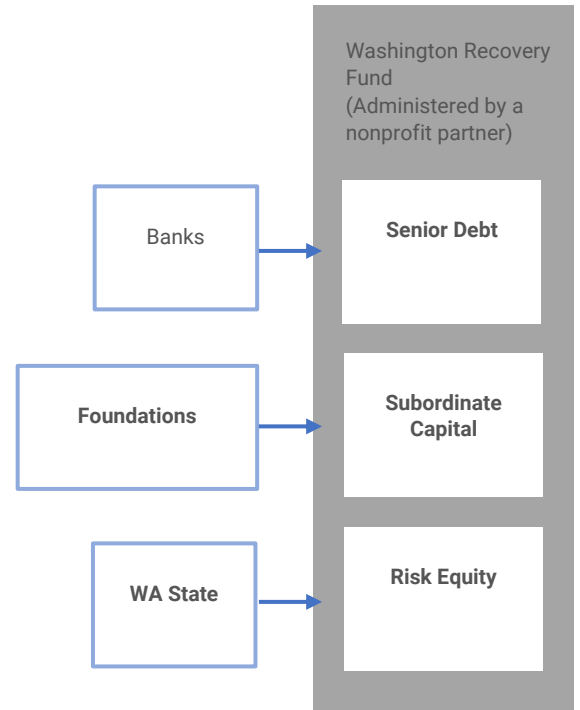 Washington Recovery
Fund
(Administered by a
nonprofit partner)
Banks
Senior Debt
Foundations
Subordinate
Capital
WA State
Risk Equity